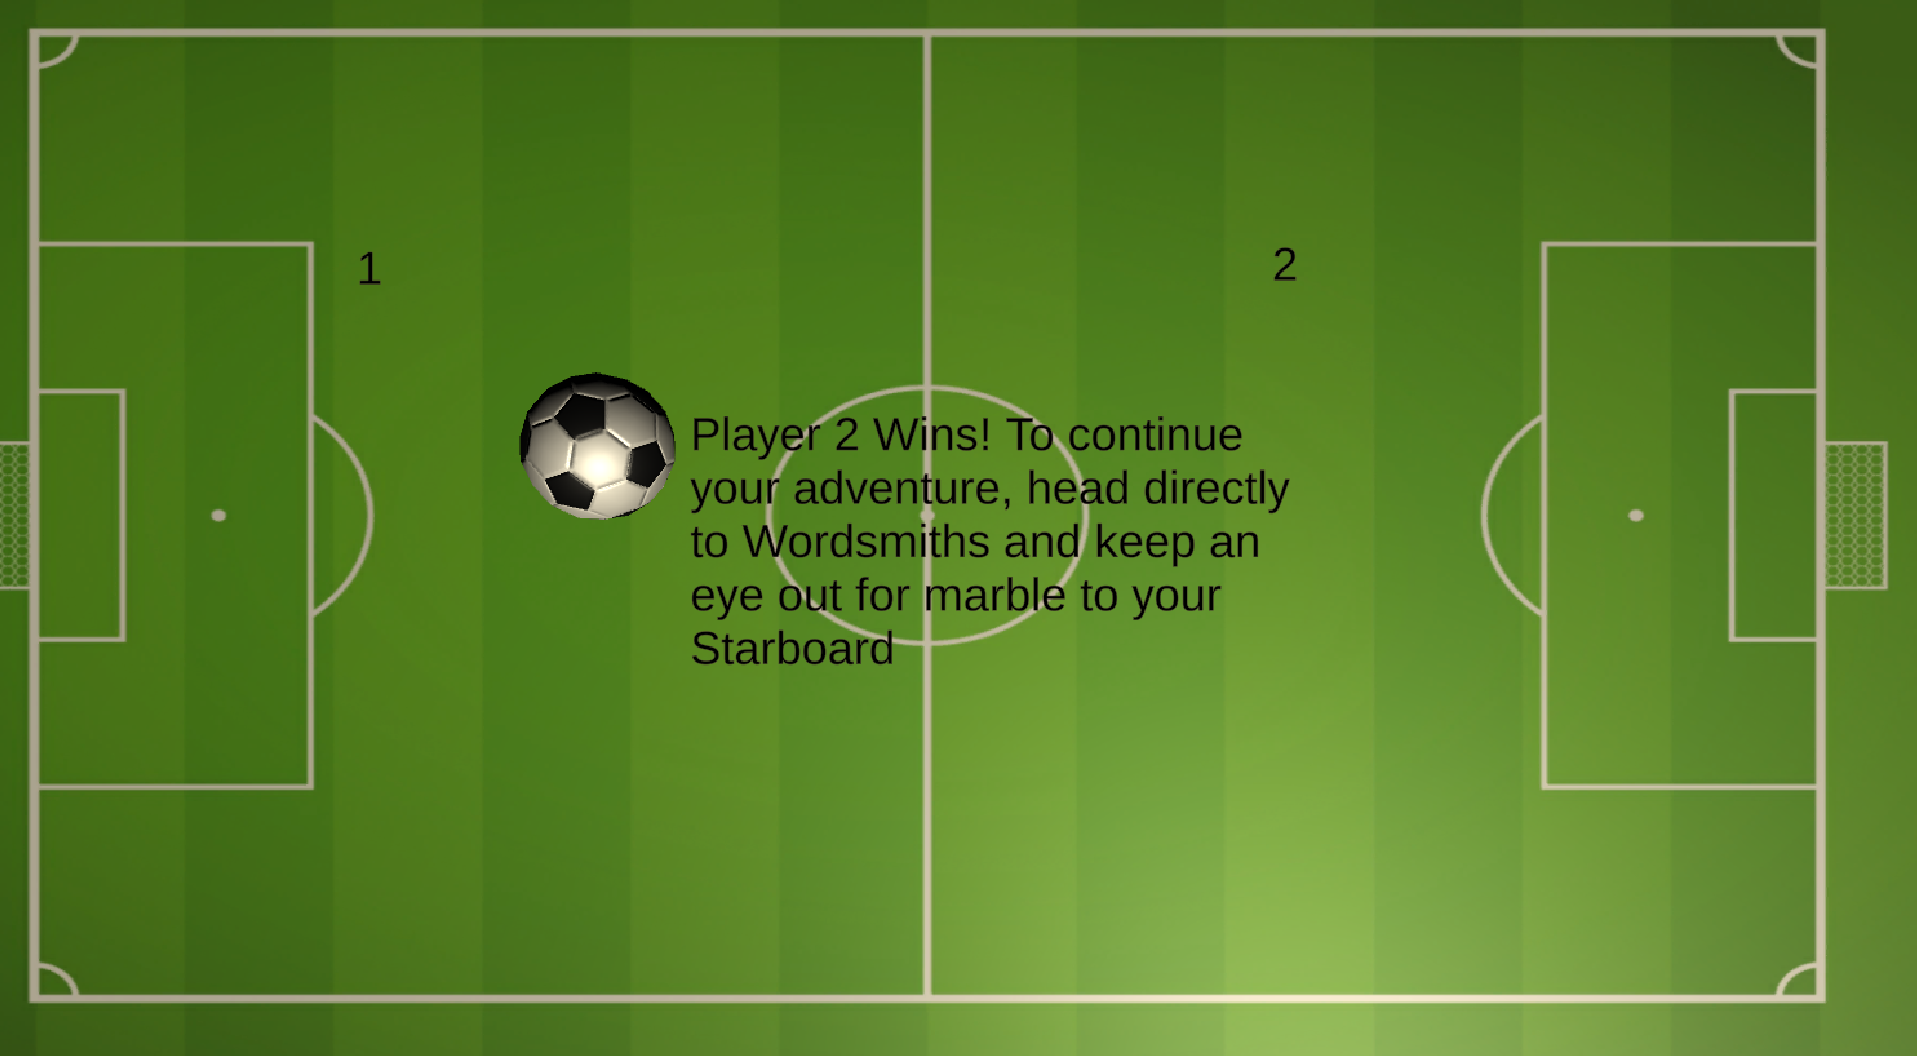 1
2
Player 2 Wins! To continue
your adventure, head directly
to Wordsmiths and keep an
eye out for marble to your
Starboard